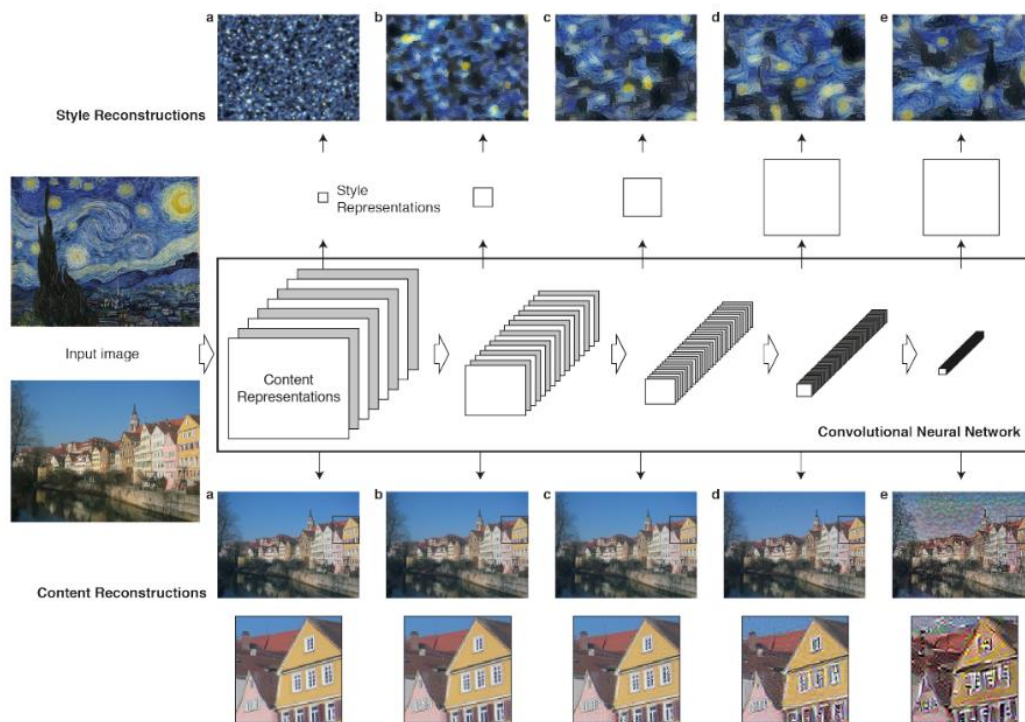 a b c d e
Style Reconstructions
Style
Representations
Input image
Content
Representations
Convolutional Neural Network
a b c d e
Content Reconstructions